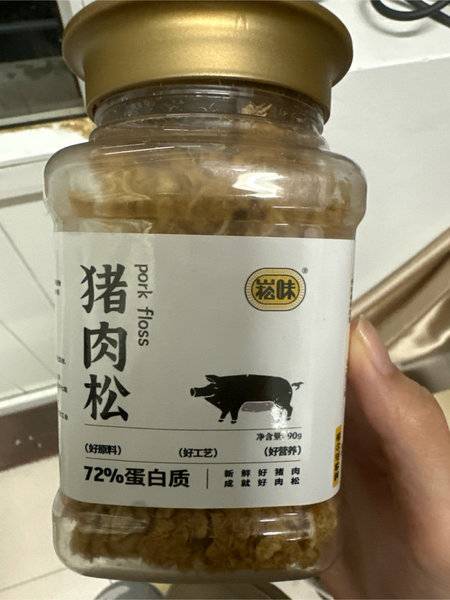 崧味
®
猪肉松
pork floss
净含量:90g
(好原料) (好工艺) (好营养)
72%蛋白质
新鲜好猪肉
成就好肉松